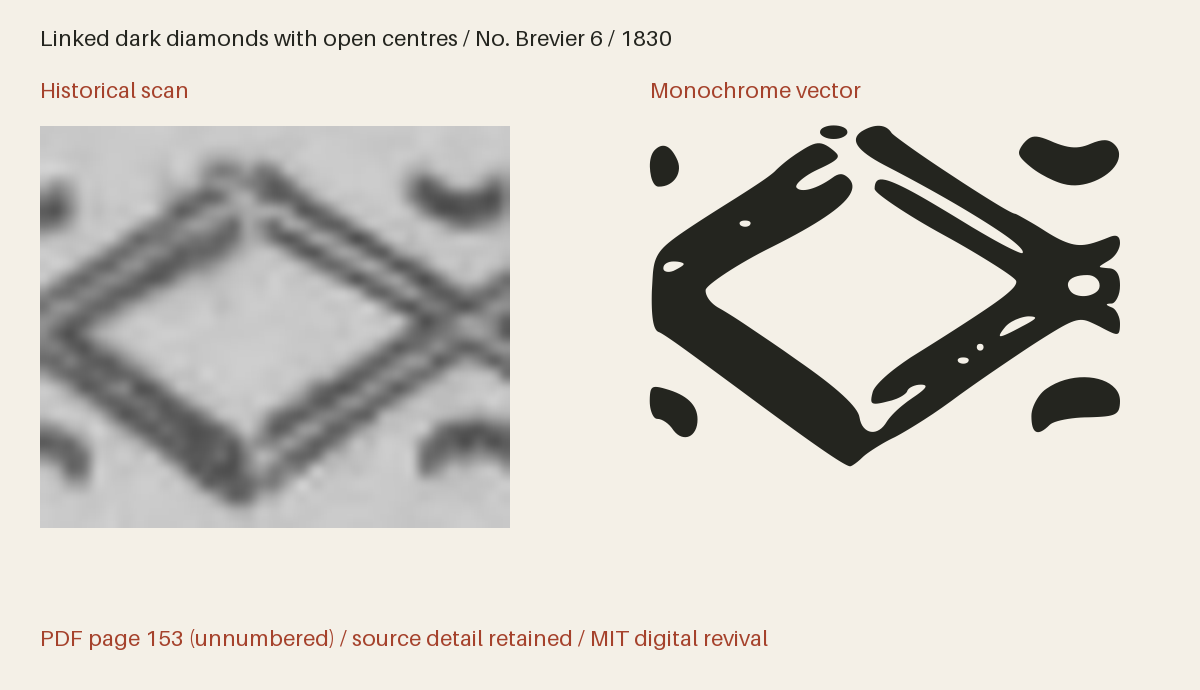 Linked dark diamonds with open centres / No. Brevier 6 / 1830
Historical scan
Monochrome vector
PDF page 153 (unnumbered) / source detail retained / MIT digital revival